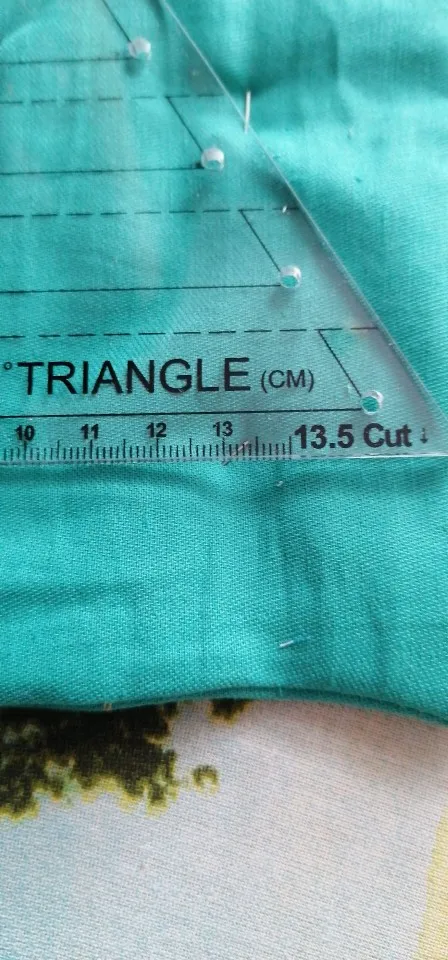 ° TRIANGLE (CM)
10 11 12 13 13.5 Cut ↓